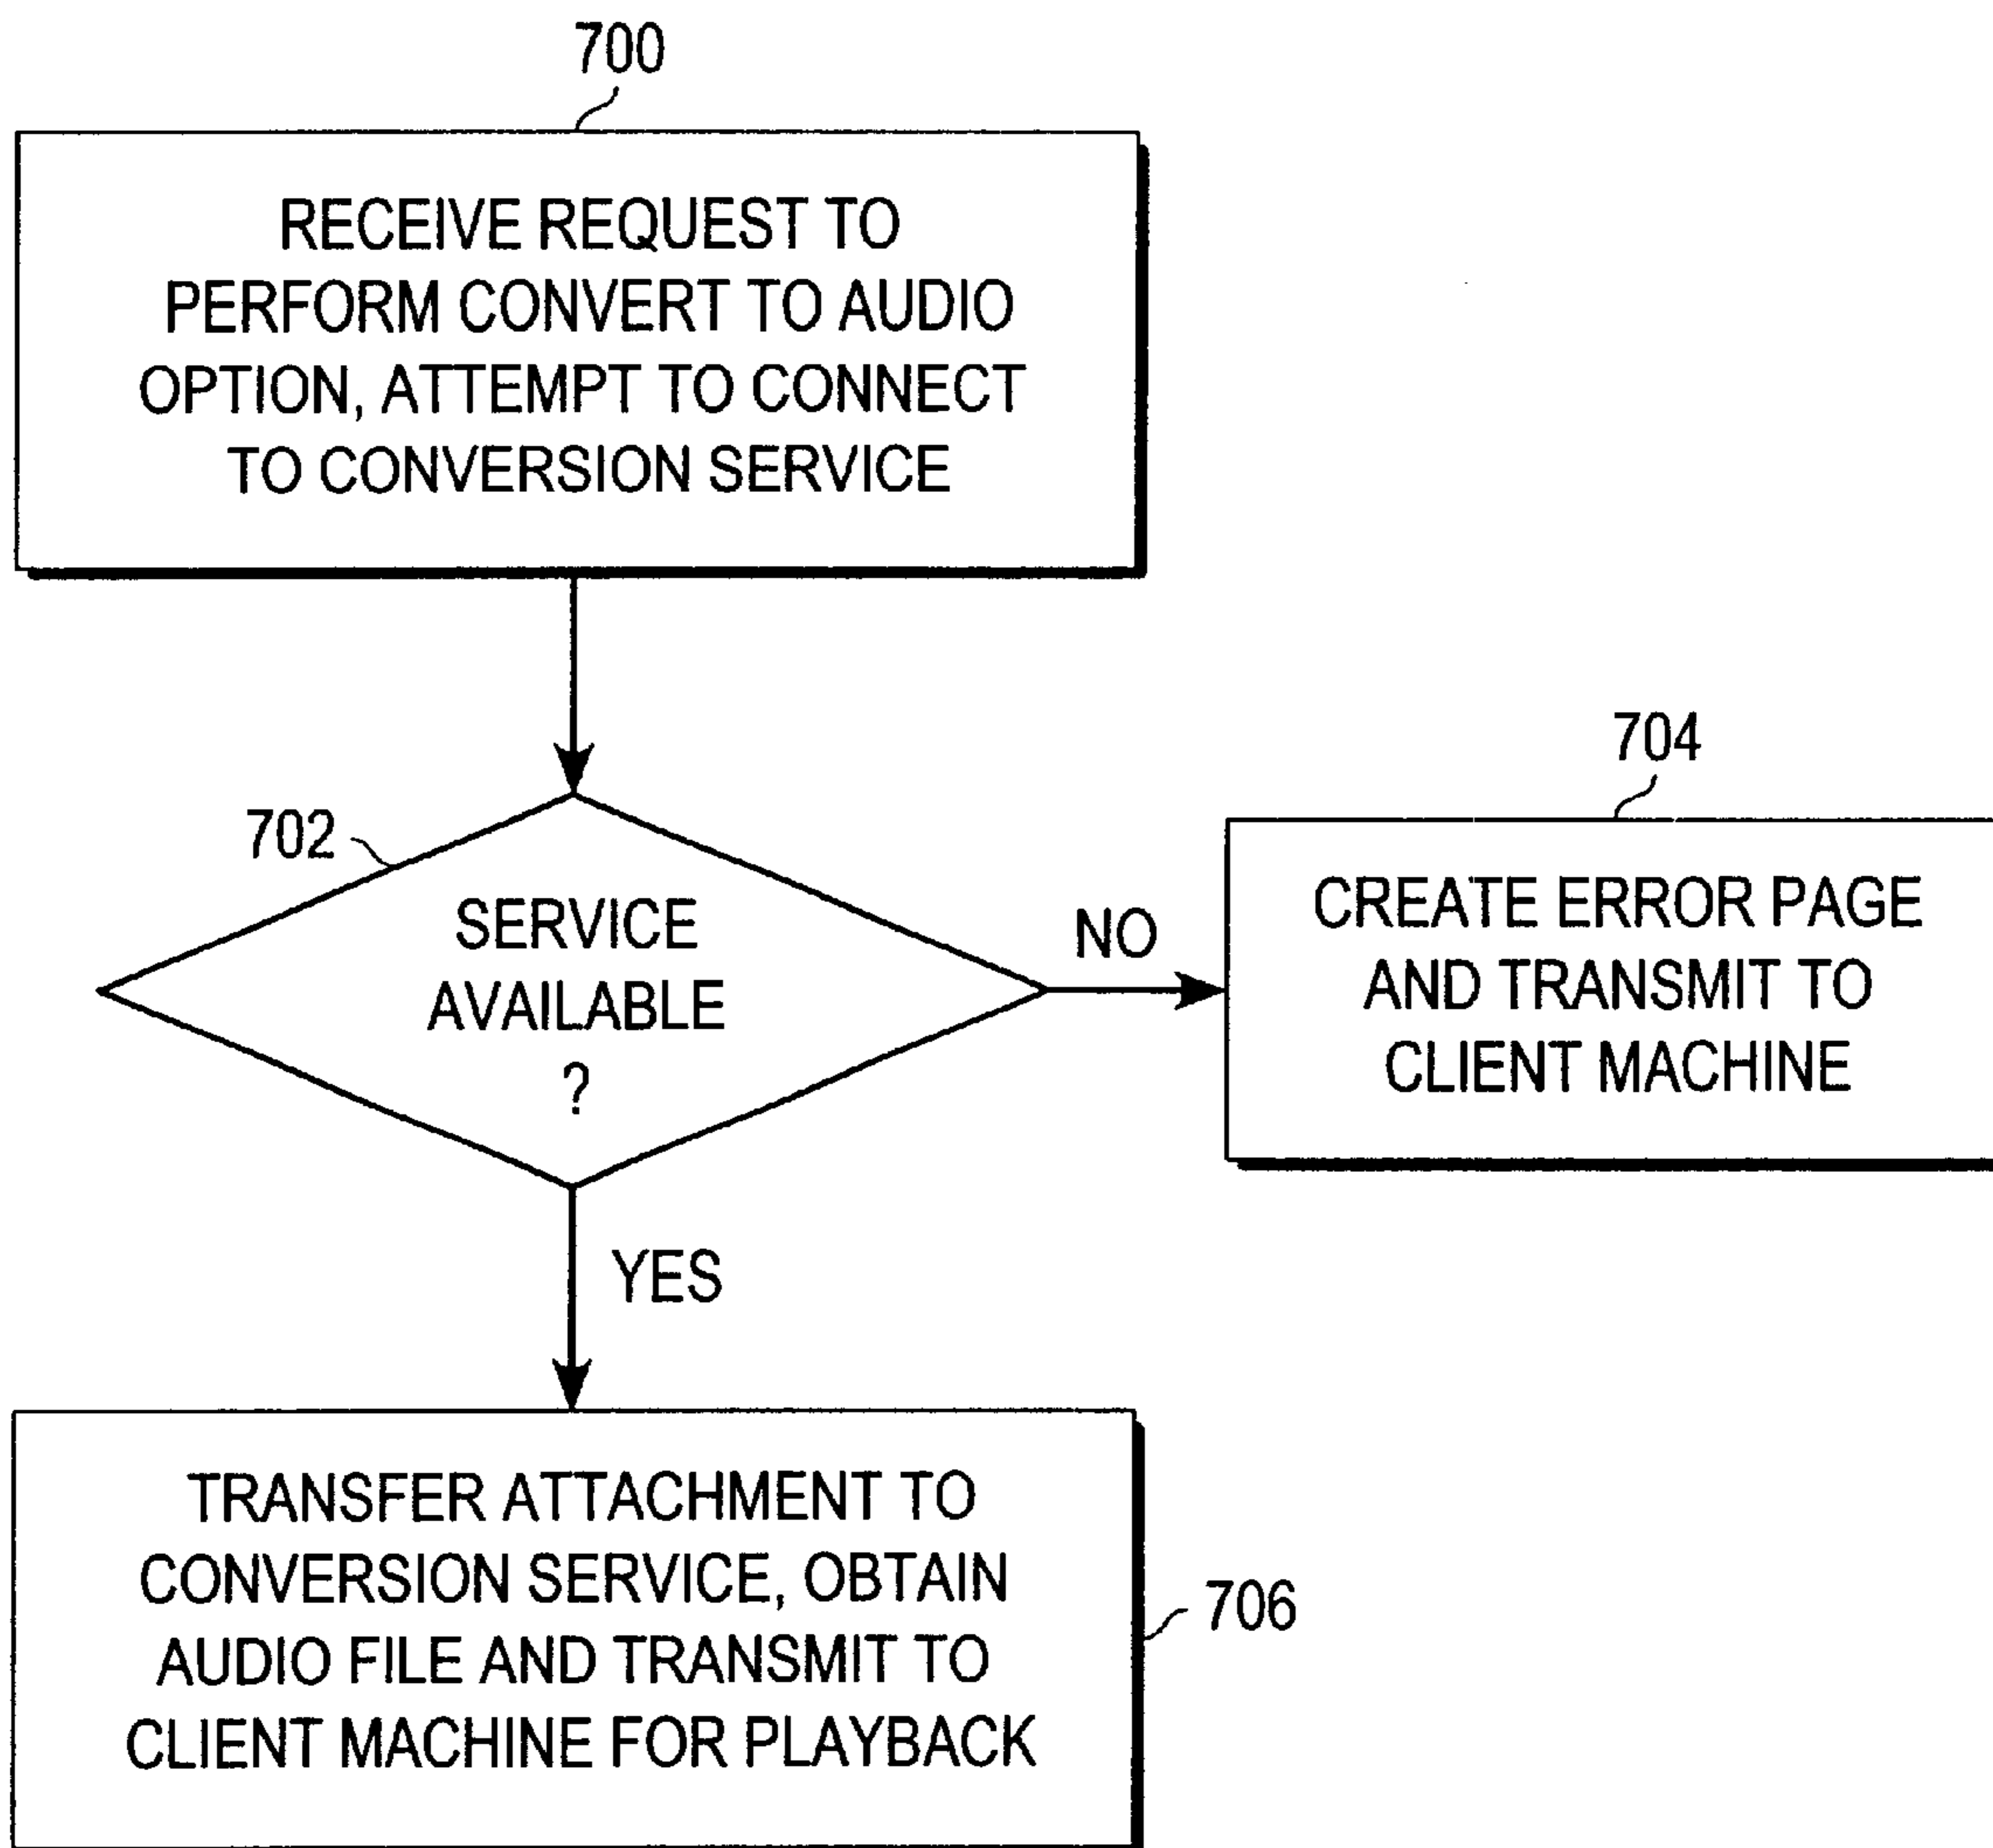 700
RECEIVE REQUEST TO
PERFORM CONVERT TO AUDIO
OPTION, ATTEMPT TO CONNECT
TO CONVERSION SERVICE
702
SERVICE
AVAILABLE
?
NO
704
CREATE ERROR PAGE
AND TRANSMIT TO
CLIENT MACHINE
YES
TRANSFER ATTACHMENT TO
CONVERSION SERVICE, OBTAIN
AUDIO FILE AND TRANSMIT TO
CLIENT MACHINE FOR PLAYBACK
706